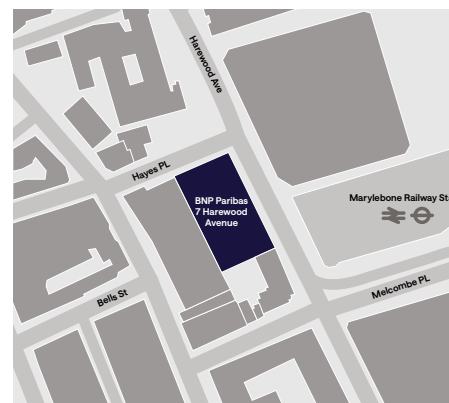 Harewood Ave
Hayes PL
BNP Paribas
7 Harewood
Avenue
Marylebone Railway St
Bells St
Melcombe PL